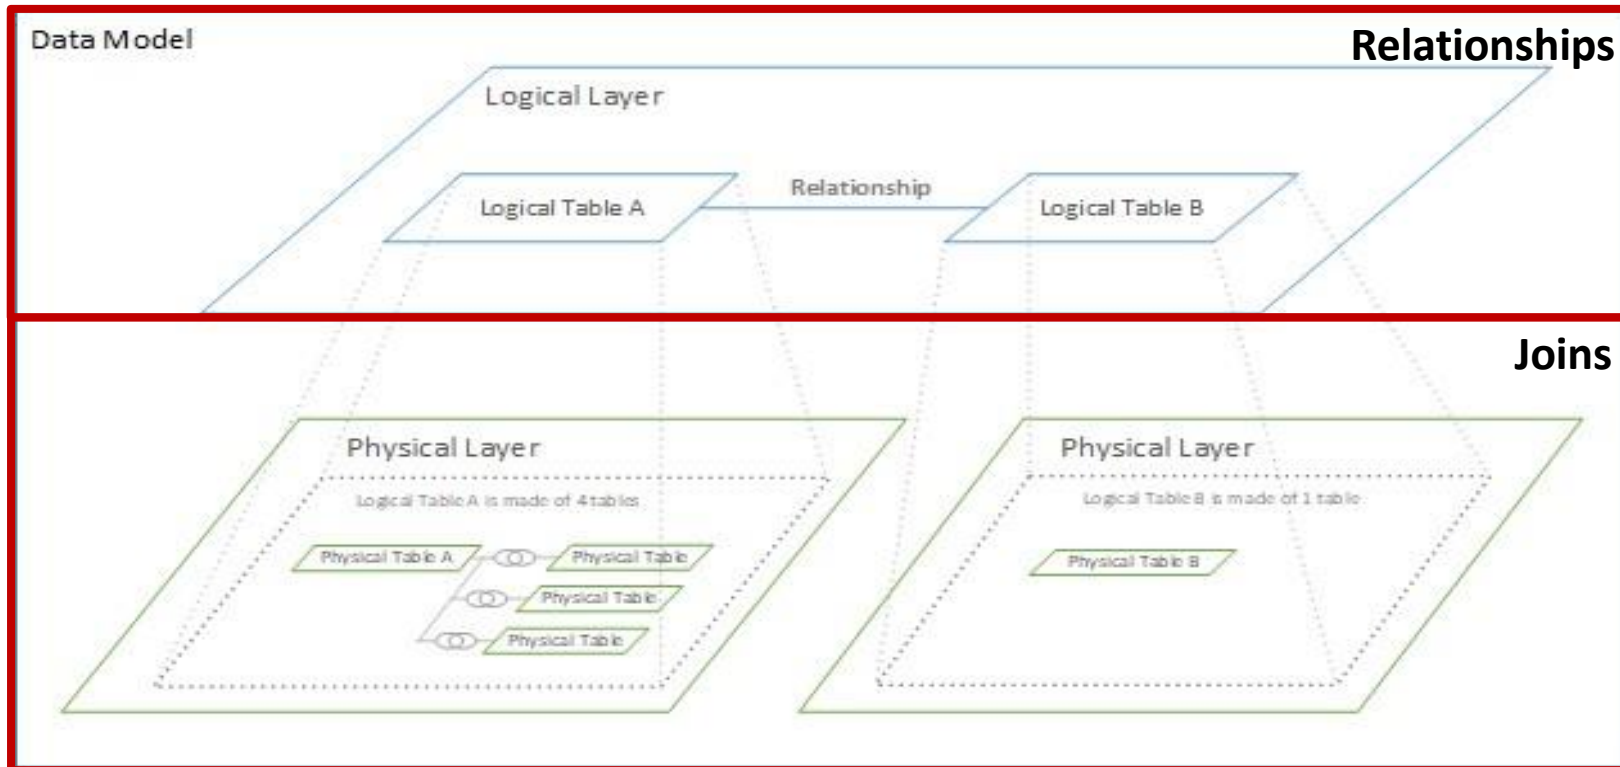 Data Model
Relationships
Logical Layer
Relationship
Logical Table A
Logical Table B
Joins
Physical Layer
Logical Table A is made of 4 tables
Physical Table A
Physical Table
Physical Table
Physical Table
Physical Layer
Logical Table B is made of 1 table
Physical Table B